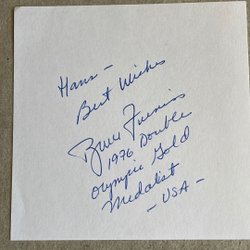 Hans -
Best Wishes
Bruce Furniss
1976 Double
Olympic Gold
Medalist
- USA -